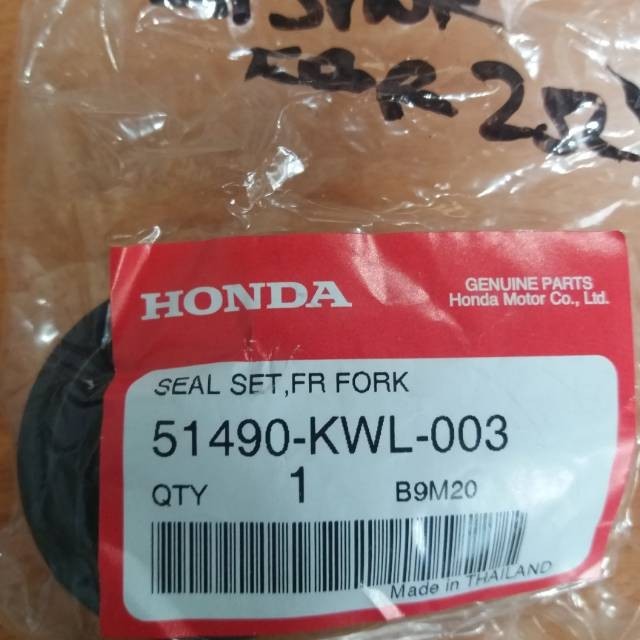 HONDA
GENUINE PARTS
Honda Motor Co., Ltd.
SEAL SET,FR FORK
51490-KWL-003
QTY 1 B9M20
Made in THAILAND